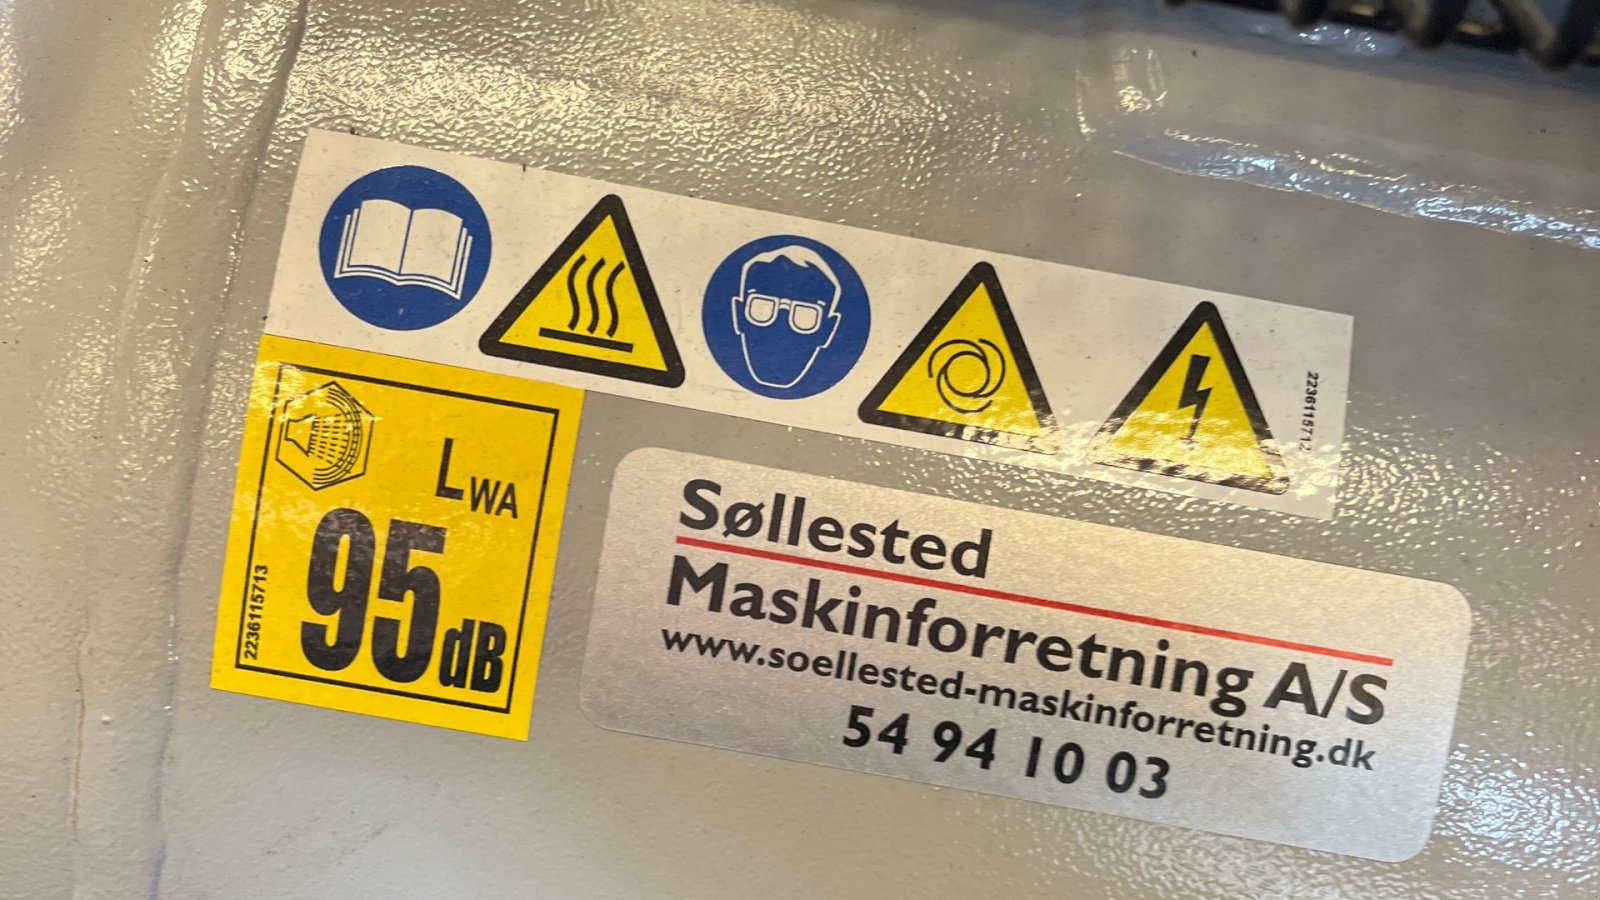 2236115712
LWA
95dB
2236115713
Søllested
Maskinforretning A/S
www.soellested-maskinforretning.dk
54 94 10 03